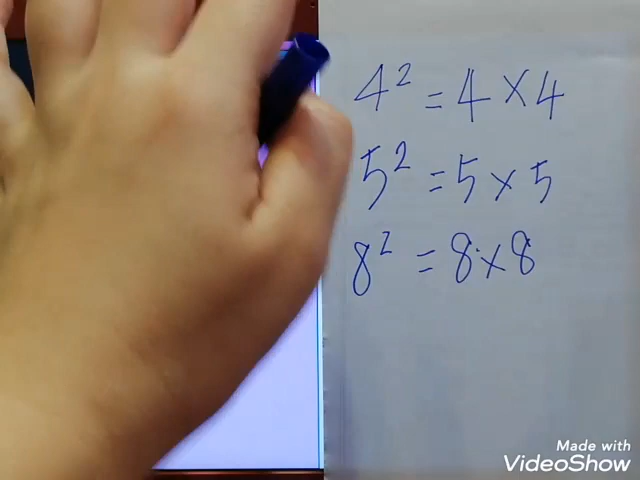 4² = 4 × 4
5² = 5 × 5
8² = 8 × 8
Made with
VideoShow